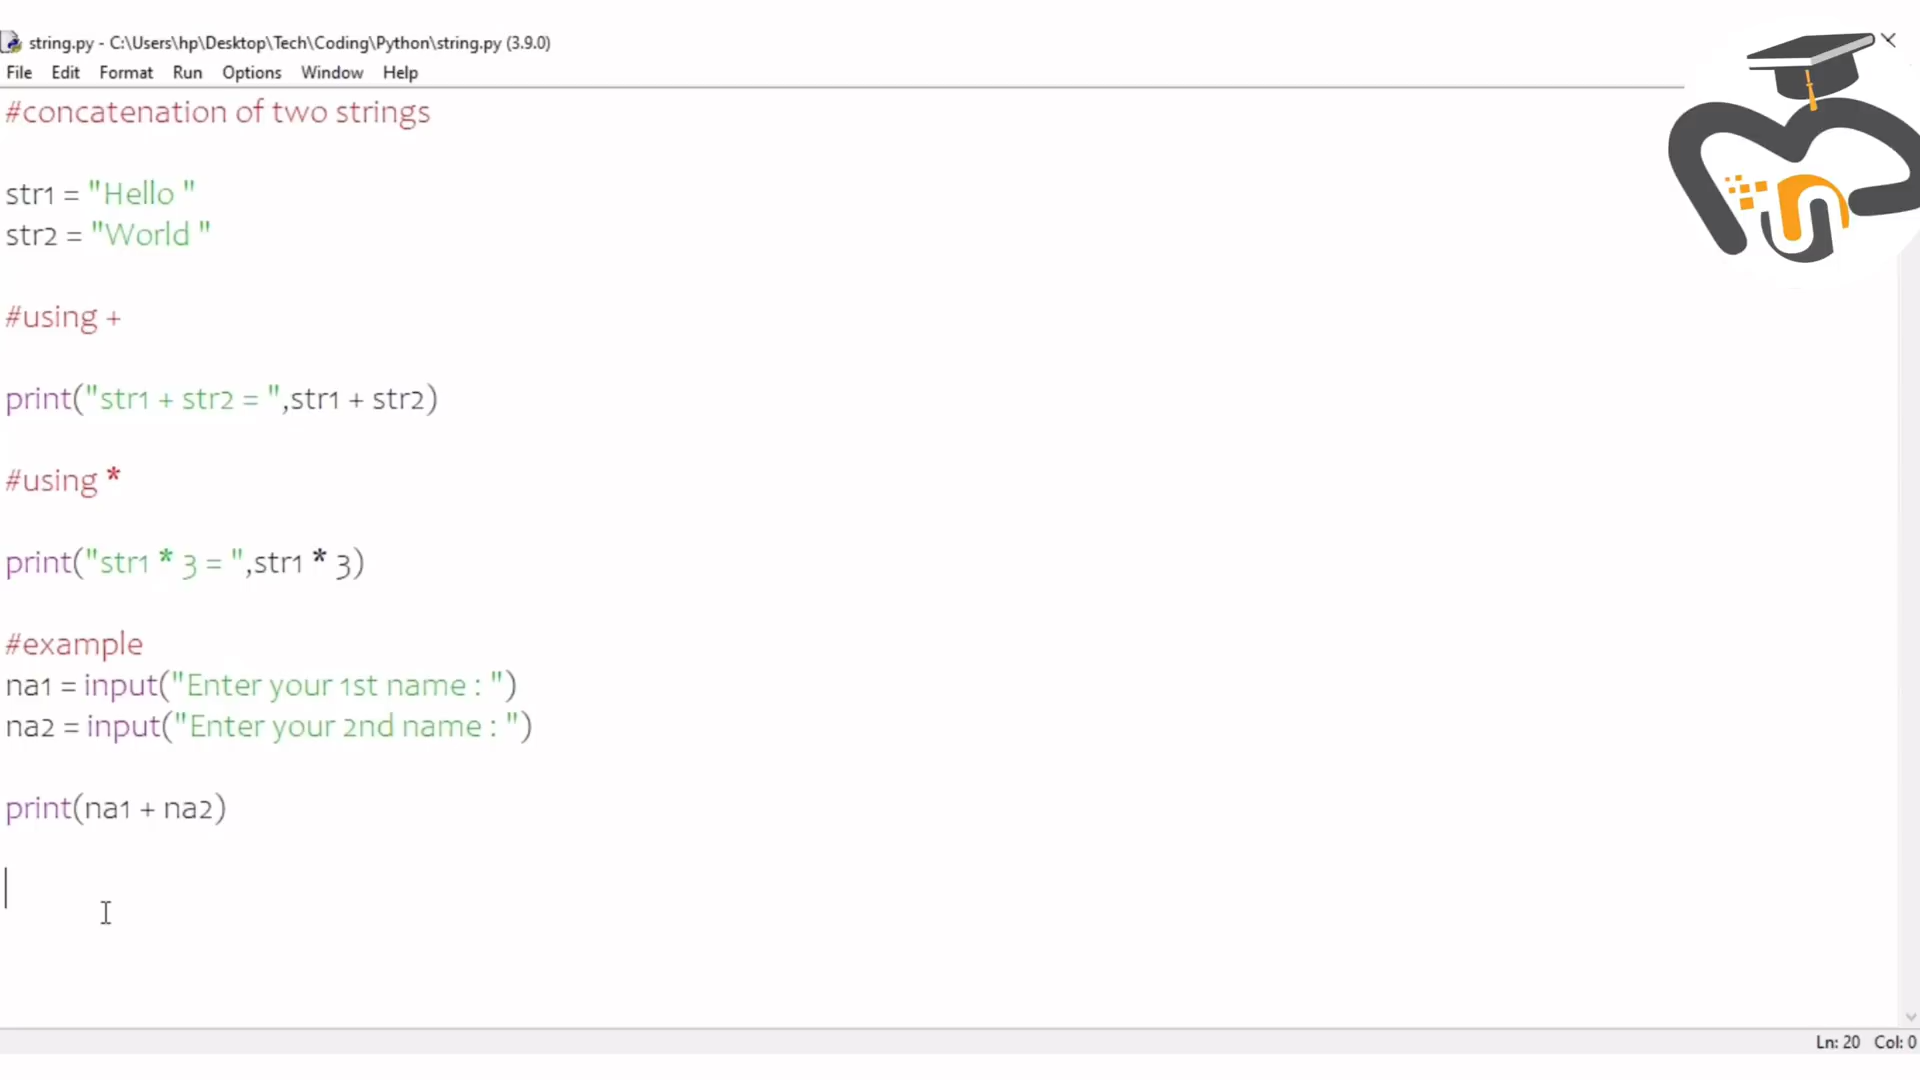 string.py - C:\Users\hp\Desktop\Tech\Coding\Python\string.py (3.9.0)
File Edit Format Run Options Window Help
#concatenation of two strings
str1 = "Hello "
str2 = "World "
#using +
print("str1 + str2 = ",str1 + str2)
#using *
print("str1 * 3 = ",str1 * 3)
#example
na1 = input("Enter your 1st name : ")
na2 = input("Enter your 2nd name : ")
print(na1 + na2)
Ln: 20 Col: 0